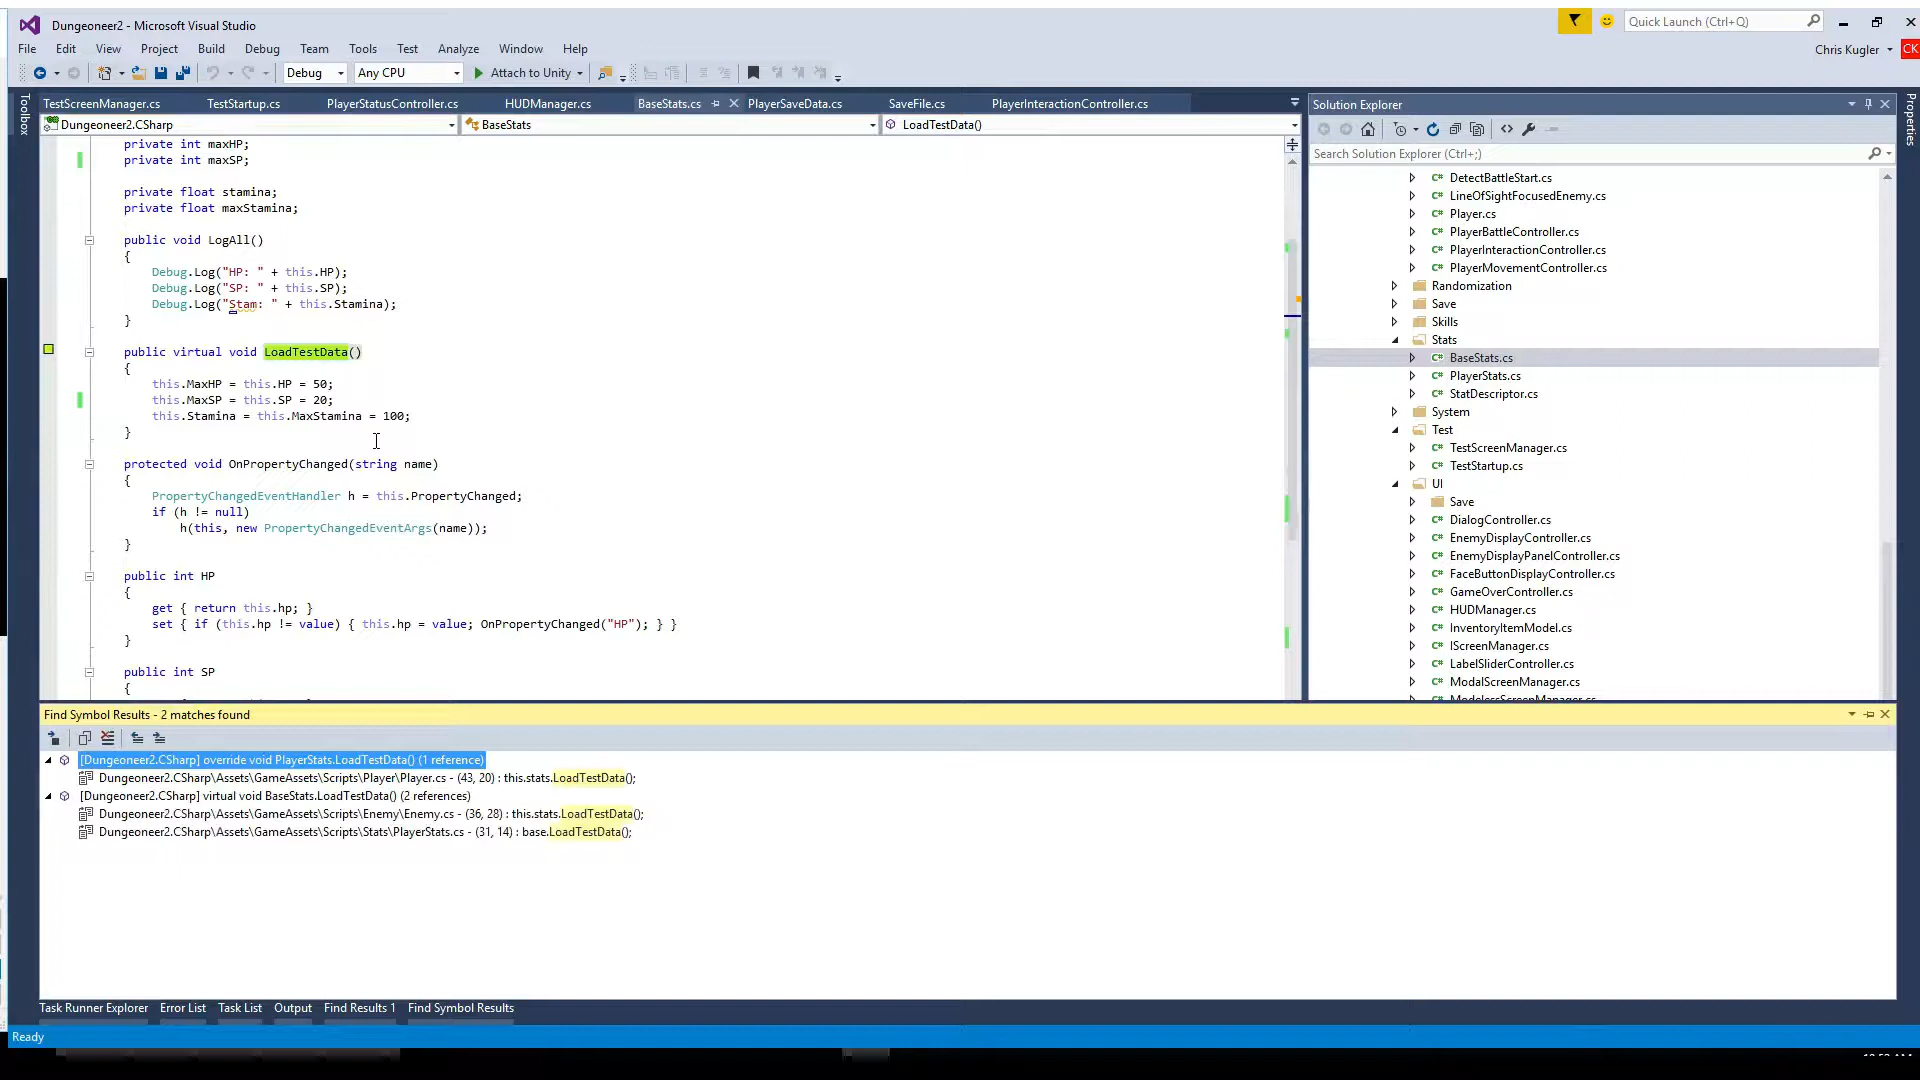 Dungeoneer2 - Microsoft Visual Studio
Quick Launch (Ctrl+Q)
File Edit View Project Build Debug Team Tools Test Analyze Window Help
Chris Kugler CK
Debug Any CPU Attach to Unity
Toolbox
TestScreenManager.cs TestStartup.cs PlayerStatusController.cs HUDManager.cs BaseStats.cs PlayerSaveData.cs SaveFile.cs PlayerInteractionController.cs
Dungeoneer2.CSharp BaseStats LoadTestData()
private int maxHP;
private int maxSP;
private float stamina;
private float maxStamina;
public void LogAll()
{
Debug.Log("HP: " + this.HP);
Debug.Log("SP: " + this.SP);
Debug.Log("Stam: " + this.Stamina);
}
public virtual void LoadTestData()
{
this.MaxHP = this.HP = 50;
this.MaxSP = this.SP = 20;
this.Stamina = this.MaxStamina = 100;
}
protected void OnPropertyChanged(string name)
{
PropertyChangedEventHandler h = this.PropertyChanged;
if (h != null)
h(this, new PropertyChangedEventArgs(name));
}
public int HP
{
get { return this.hp; }
set { if (this.hp != value) { this.hp = value; OnPropertyChanged("HP"); } }
}
public int SP
{
Solution Explorer
Search Solution Explorer (Ctrl+;)
C# DetectBattleStart.cs
C# LineOfSightFocusedEnemy.cs
C# Player.cs
C# PlayerBattleController.cs
C# PlayerInteractionController.cs
C# PlayerMovementController.cs
Randomization
Save
Skills
Stats
C# BaseStats.cs
C# PlayerStats.cs
C# StatDescriptor.cs
System
Test
C# TestScreenManager.cs
C# TestStartup.cs
UI
Save
C# DialogController.cs
C# EnemyDisplayController.cs
C# EnemyDisplayPanelController.cs
C# FaceButtonDisplayController.cs
C# GameOverController.cs
C# HUDManager.cs
C# InventoryItemModel.cs
C# IScreenManager.cs
C# LabelSliderController.cs
C# ModalScreenManager.cs
C# ModelessScreenManager.cs
Properties
Find Symbol Results - 2 matches found
[Dungeoneer2.CSharp] override void PlayerStats.LoadTestData() (1 reference)
Dungeoneer2.CSharp\Assets\GameAssets\Scripts\Player\Player.cs - (43, 20) : this.stats.LoadTestData();
[Dungeoneer2.CSharp] virtual void BaseStats.LoadTestData() (2 references)
Dungeoneer2.CSharp\Assets\GameAssets\Scripts\Enemy\Enemy.cs - (36, 28) : this.stats.LoadTestData();
Dungeoneer2.CSharp\Assets\GameAssets\Scripts\Stats\PlayerStats.cs - (31, 14) : base.LoadTestData();
Task Runner Explorer Error List Task List Output Find Results 1 Find Symbol Results
Ready